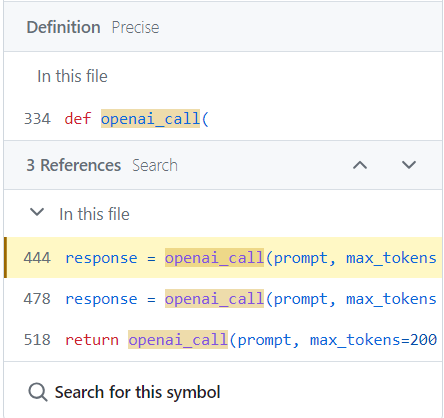 Definition Precise
In this file
334 def openai_call(
3 References Search
In this file
444 response = openai_call(prompt, max_tokens
478 response = openai_call(prompt, max_tokens
518 return openai_call(prompt, max_tokens=200
Search for this symbol